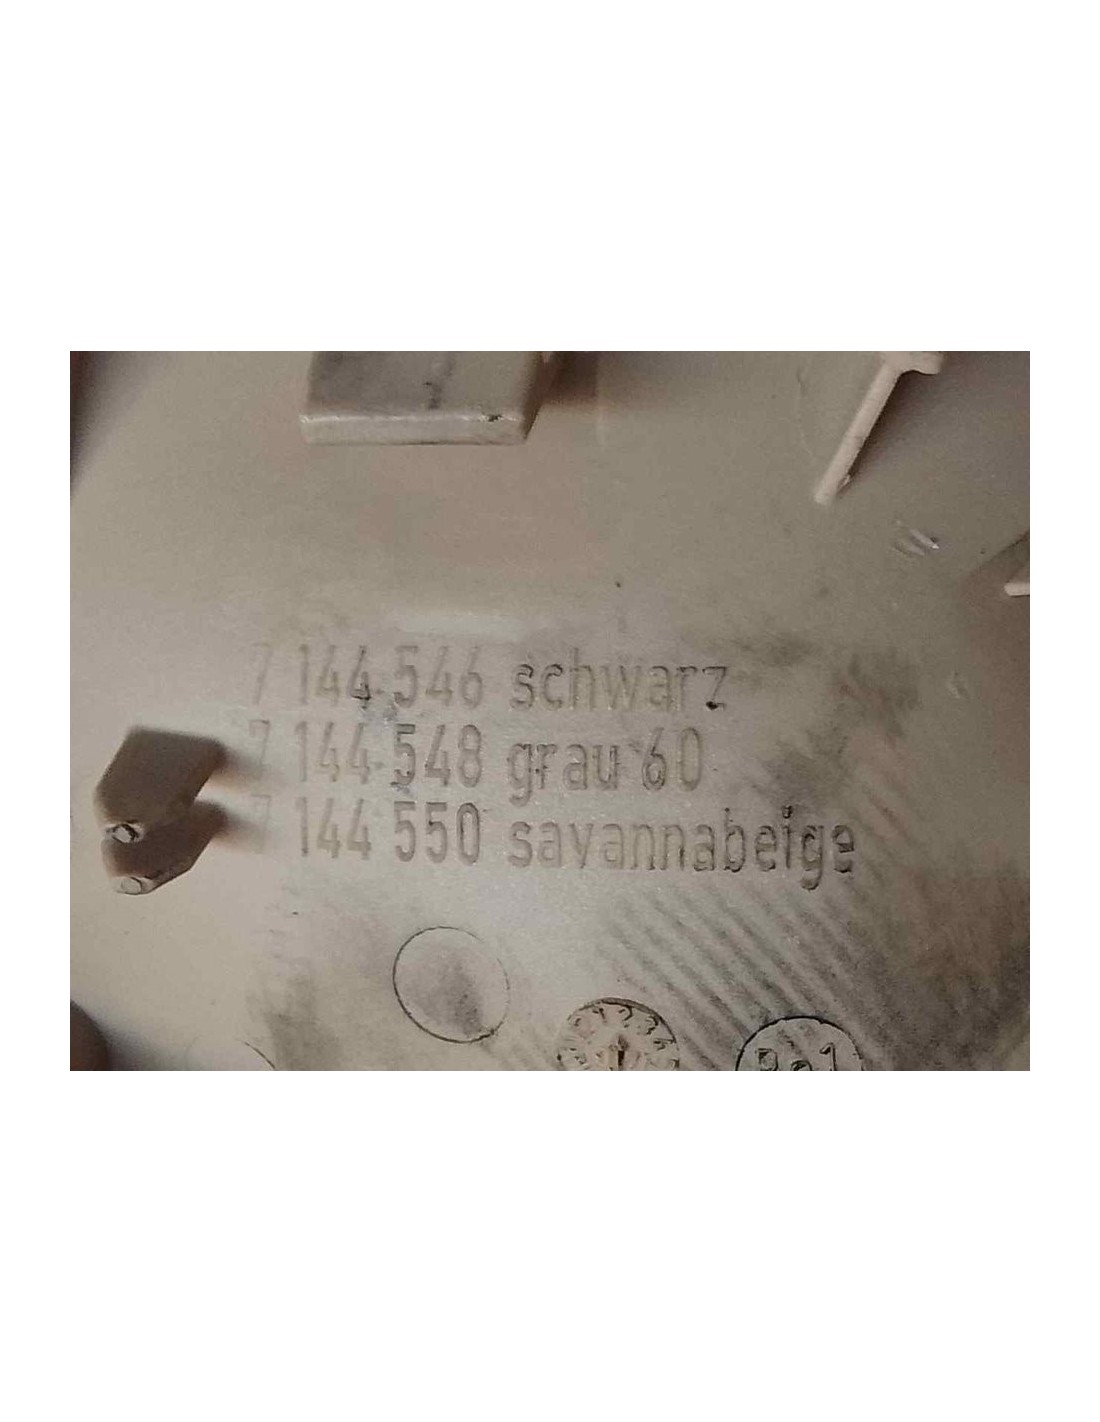 7 144 546 schwarz
7 144 548 grau 60
7 144 550 savannabeige